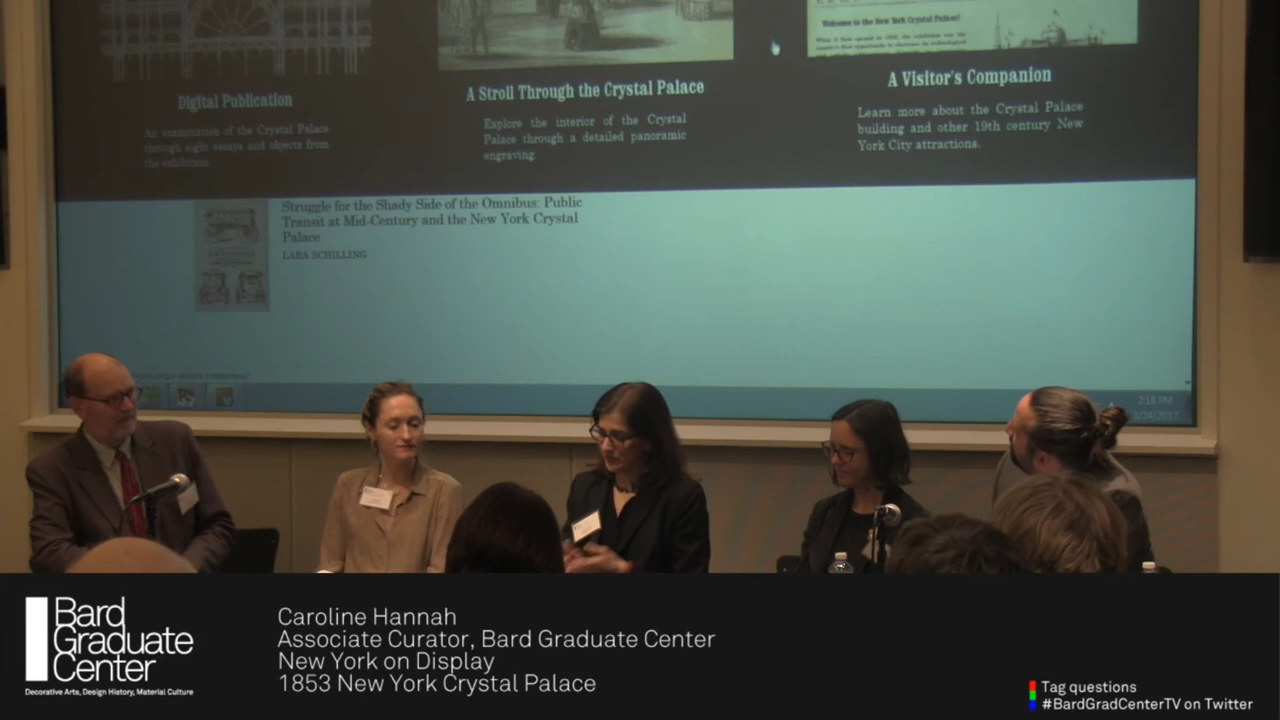 Welcome to the New York Crystal Palace!
Digital Publication
An examination of the Crystal Palace
through eight essays and objects from
the exhibition.
A Stroll Through the Crystal Palace
Explore the interior of the Crystal
Palace through a detailed panoramic
engraving.
A Visitor's Companion
Learn more about the Crystal Palace
building and other 19th century New
York City attractions.
Struggle for the Shady Side of the Omnibus: Public
Transit at Mid-Century and the New York Crystal
Palace
LARA SCHILLING
2:18 PM
Bard
Graduate
Center
Decorative Arts, Design History, Material Culture
Caroline Hannah
Associate Curator, Bard Graduate Center
New York on Display
1853 New York Crystal Palace
Tag questions
#BardGradCenterTV on Twitter